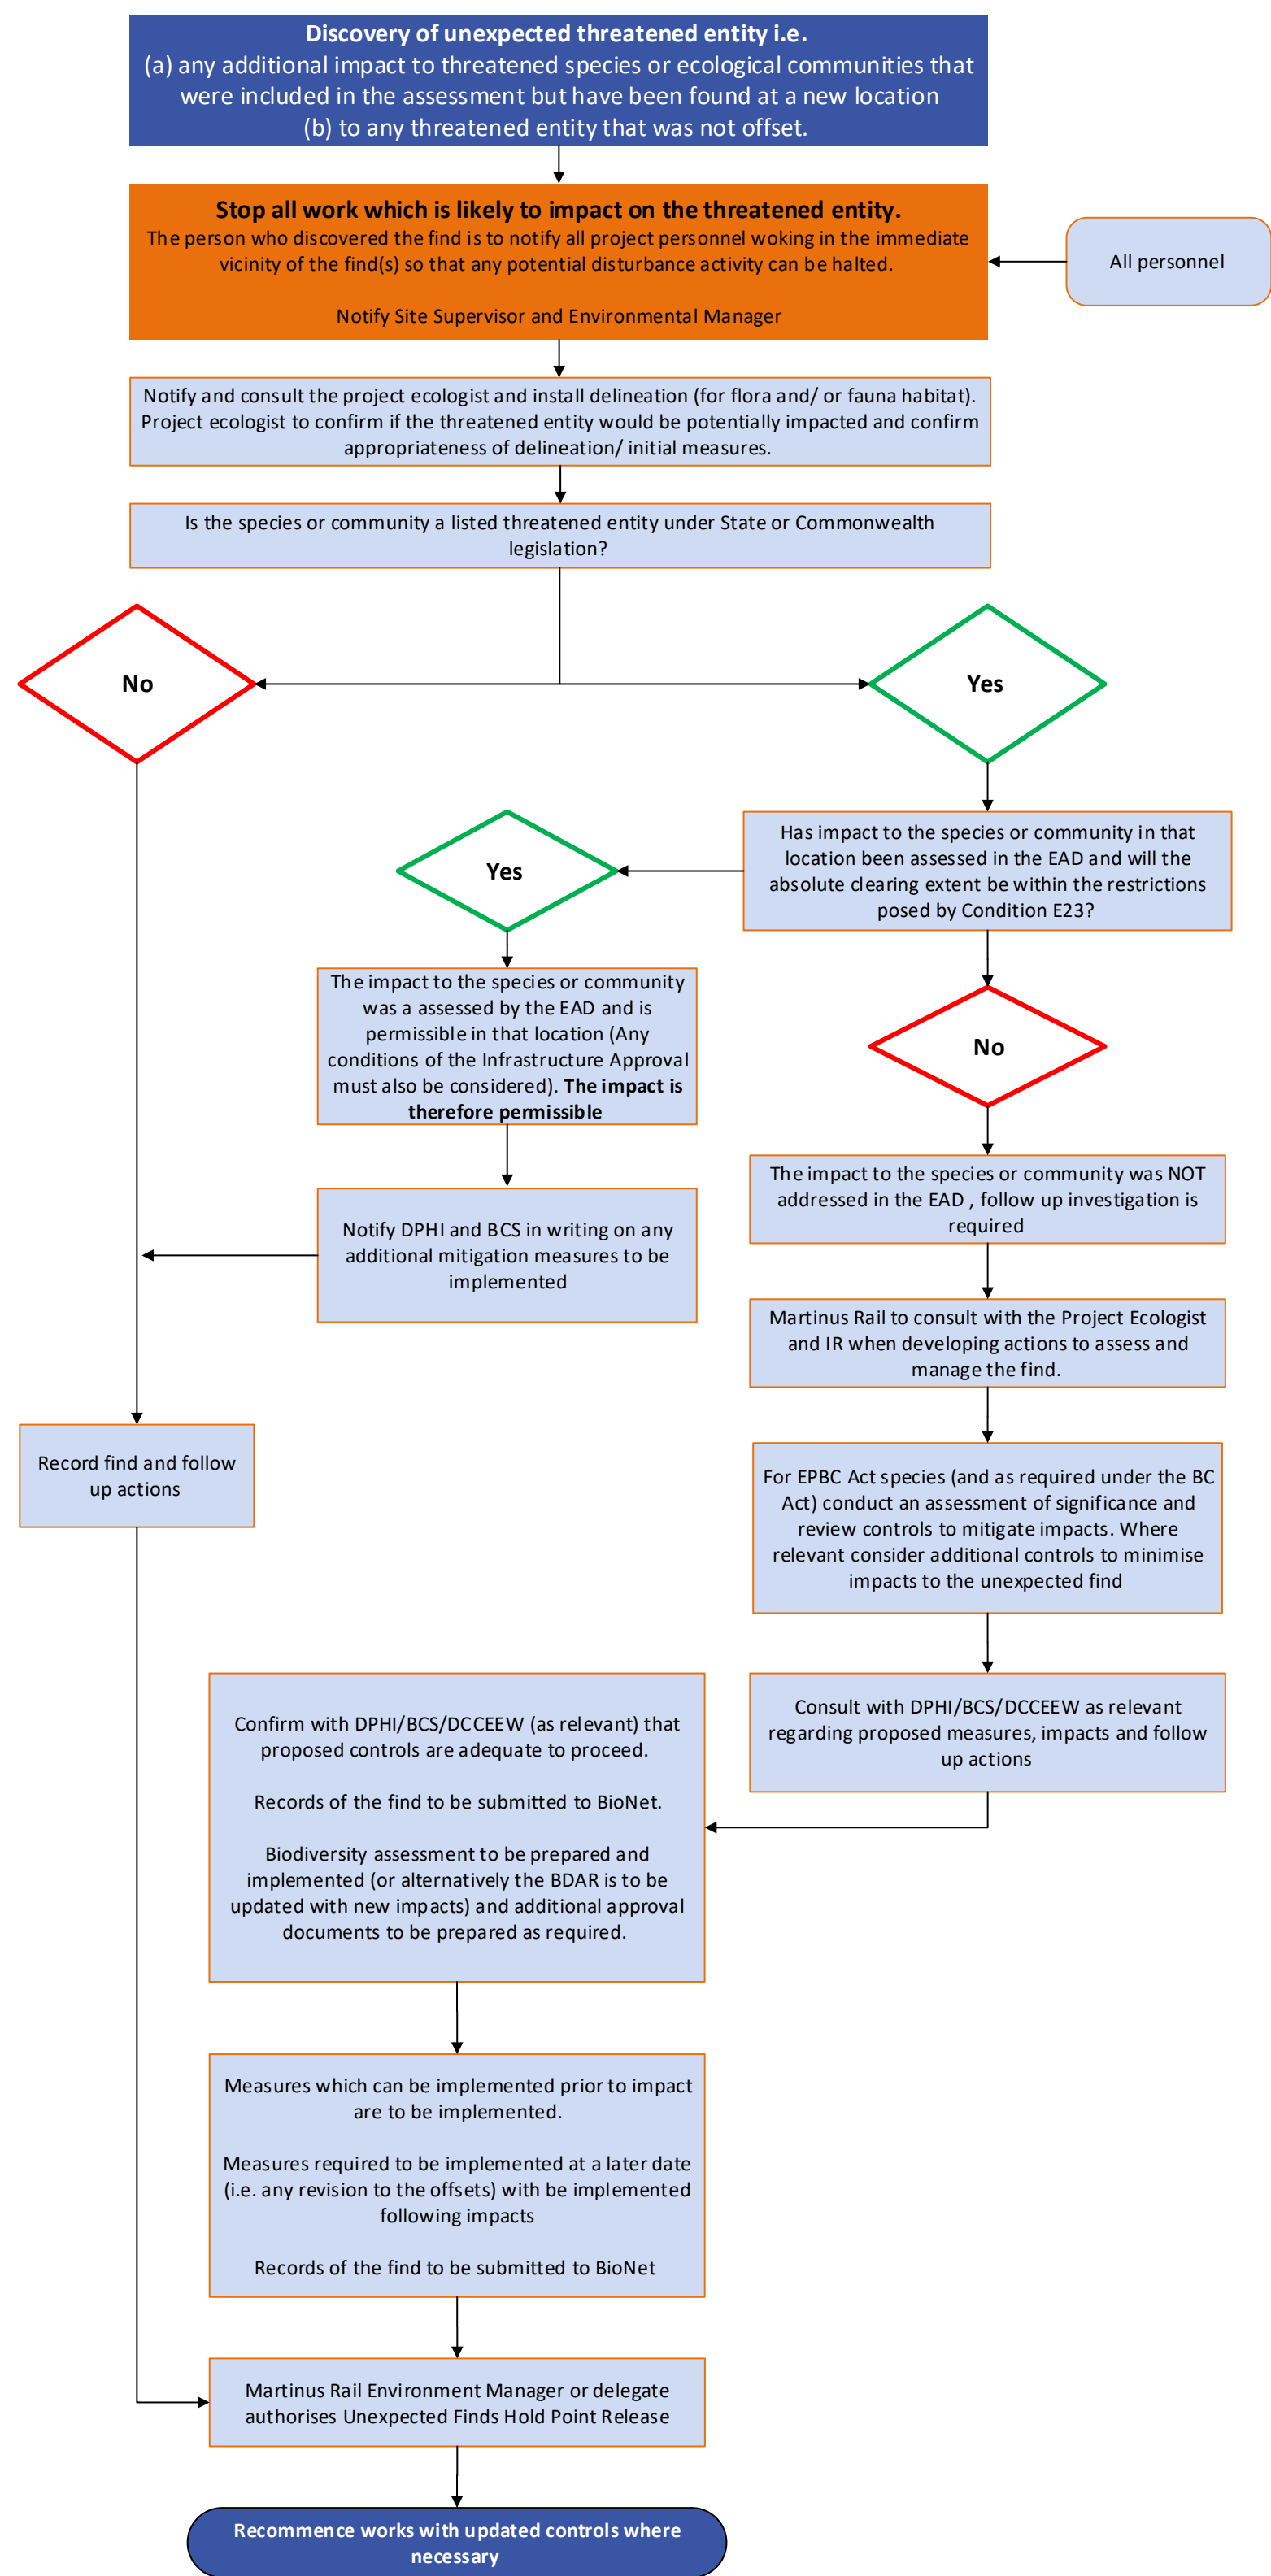 Discovery of unexpected threatened entity i.e.
(a) any additional impact to threatened species or ecological communities that
were included in the assessment but have been found at a new location
(b) to any threatened entity that was not offset.
Stop all work which is likely to impact on the threatened entity.
The person who discovered the find is to notify all project personnel woking in the immediate
vicinity of the find(s) so that any potential disturbance activity can be halted.
Notify Site Supervisor and Environmental Manager
All personnel
Notify and consult the project ecologist and install delineation (for flora and/ or fauna habitat).
Project ecologist to confirm if the threatened entity would be potentially impacted and confirm
appropriateness of delineation/ initial measures.
Is the species or community a listed threatened entity under State or Commonwealth
legislation?
No
Yes
Has impact to the species or community in that
location been assessed in the EAD and will the
absolute clearing extent be within the restrictions
posed by Condition E23?
Yes
The impact to the species or community
was a assessed by the EAD and is
permissible in that location (Any
conditions of the Infrastructure Approval
must also be considered). The impact is
therefore permissible
No
The impact to the species or community was NOT
addressed in the EAD , follow up investigation is
required
Notify DPHI and BCS in writing on any
additional mitigation measures to be
implemented
Martinus Rail to consult with the Project Ecologist
and IR when developing actions to assess and
manage the find.
Record find and follow
up actions
For EPBC Act species (and as required under the BC
Act) conduct an assessment of significance and
review controls to mitigate impacts. Where
relevant consider additional controls to minimise
impacts to the unexpected find
Consult with DPHI/BCS/DCCEEW as relevant
regarding proposed measures, impacts and follow
up actions
Confirm with DPHI/BCS/DCCEEW (as relevant) that
proposed controls are adequate to proceed.
Records of the find to be submitted to BioNet.
Biodiversity assessment to be prepared and
implemented (or alternatively the BDAR is to be
updated with new impacts) and additional approval
documents to be prepared as required.
Measures which can be implemented prior to impact
are to be implemented.
Measures required to be implemented at a later date
(i.e. any revision to the offsets) with be implemented
following impacts
Records of the find to be submitted to BioNet
Martinus Rail Environment Manager or delegate
authorises Unexpected Finds Hold Point Release
Recommence works with updated controls where
necessary